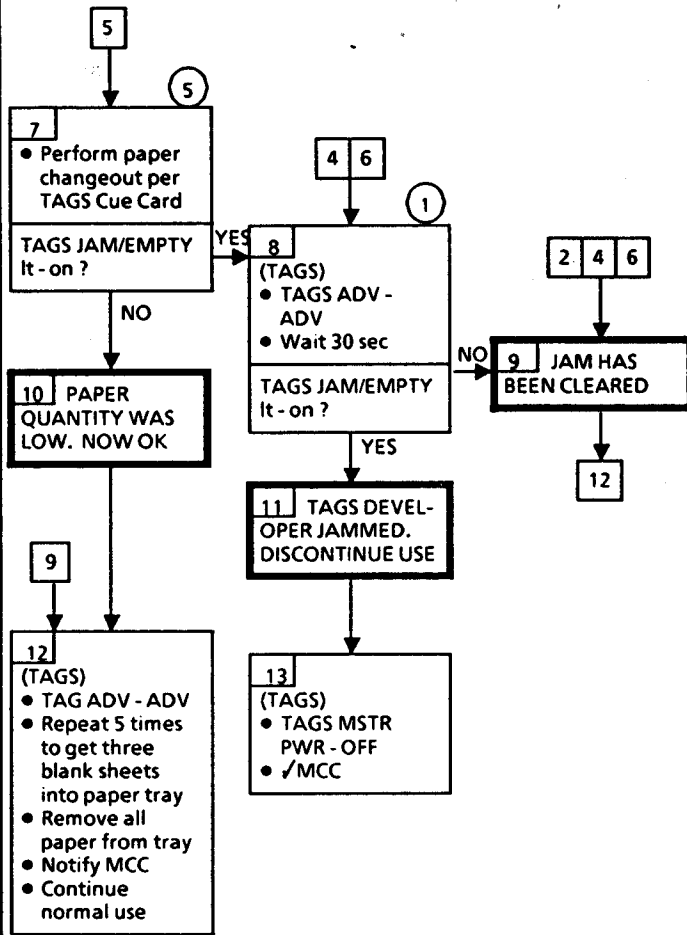 5
5
7
• Perform paper
changeout per
TAGS Cue Card
TAGS JAM/EMPTY
lt - on ?
YES
NO
10 PAPER
QUANTITY WAS
LOW. NOW OK
9
12
(TAGS)
• TAG ADV - ADV
• Repeat 5 times
to get three
blank sheets
into paper tray
• Remove all
paper from tray
• Notify MCC
• Continue
normal use
4 6
1
8
(TAGS)
• TAGS ADV -
ADV
• Wait 30 sec
TAGS JAM/EMPTY
lt - on ?
NO
YES
11 TAGS DEVEL-
OPER JAMMED.
DISCONTINUE USE
13
(TAGS)
• TAGS MSTR
PWR - OFF
• ✓MCC
2 4 6
9 JAM HAS
BEEN CLEARED
12